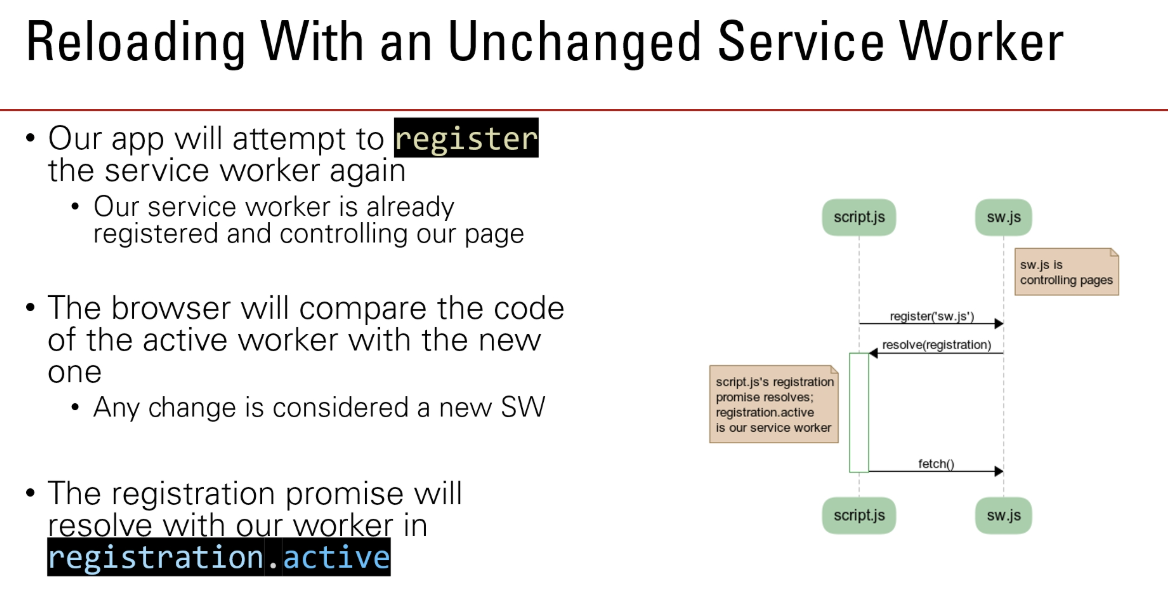 Reloading With an Unchanged Service Worker
• Our app will attempt to register
the service worker again
• Our service worker is already
registered and controlling our page
• The browser will compare the code
of the active worker with the new
one
• Any change is considered a new SW
• The registration promise will
resolve with our worker in
registration.active
script.js
sw.js
sw.js is
controlling pages
register('sw.js')
resolve(registration)
script.js's registration
promise resolves;
registration.active
is our service worker
fetch()
script.js
sw.js